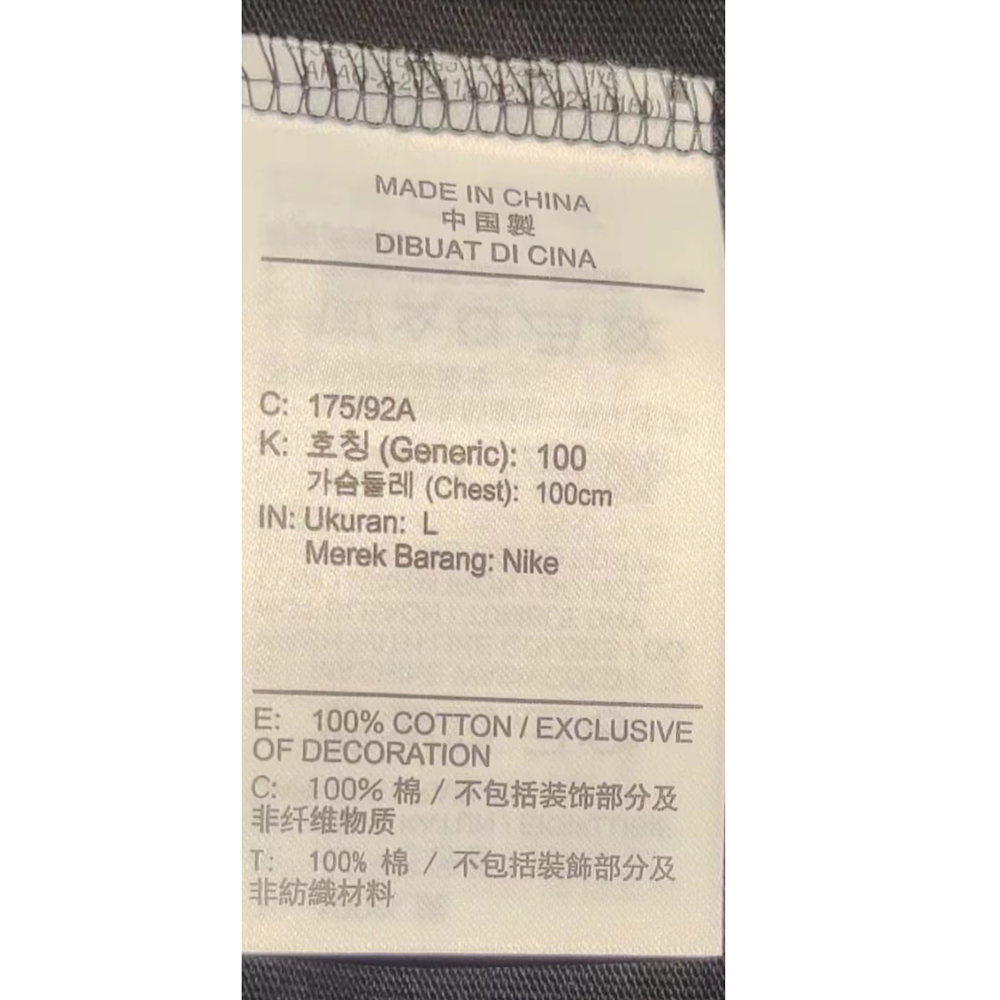 MADE IN CHINA
中国製
DIBUAT DI CINA
C: 175/92A
K: 호칭 (Generic): 100
가슴둘레 (Chest): 100cm
IN: Ukuran: L
Merek Barang: Nike
E: 100% COTTON / EXCLUSIVE
OF DECORATION
C: 100% 棉 / 不包括装饰部分及
非纤维物质
T: 100% 棉 / 不包括裝飾部分及
非紡織材料